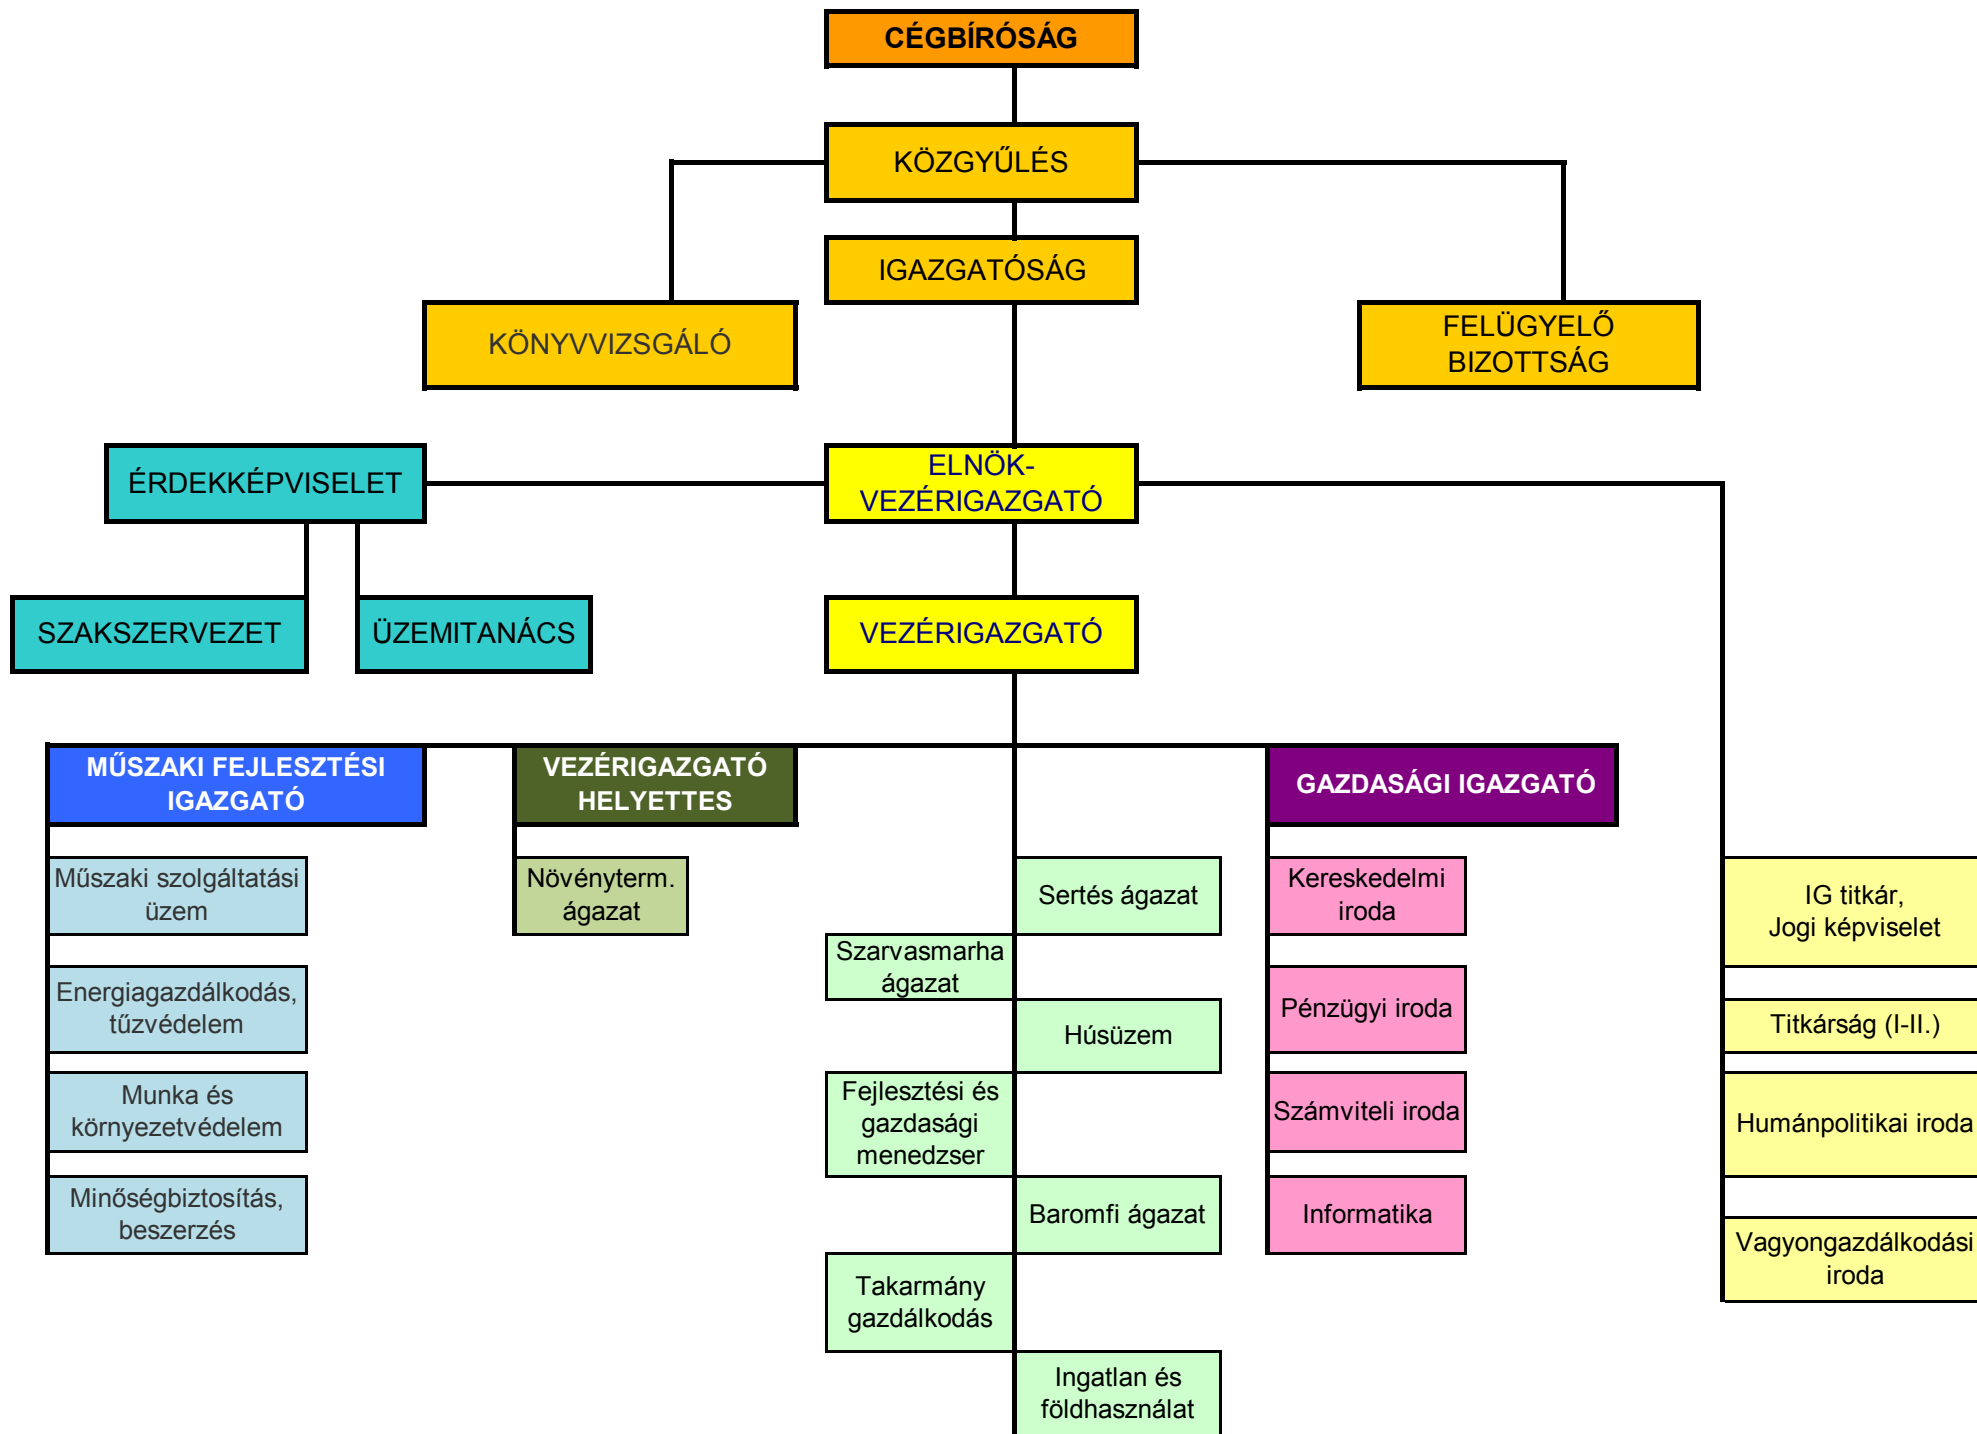 CÉGBÍRÓSÁG
KÖZGYŰLÉS
IGAZGATÓSÁG
KÖNYVVIZSGÁLÓ
FELÜGYELŐ
BIZOTTSÁG
ÉRDEKKÉPVISELET
ELNÖK-
VEZÉRIGAZGATÓ
SZAKSZERVEZET
ÜZEMITANÁCS
VEZÉRIGAZGATÓ
MŰSZAKI FEJLESZTÉSI
IGAZGATÓ
VEZÉRIGAZGATÓ
HELYETTES
GAZDASÁGI IGAZGATÓ
Műszaki szolgáltatási
üzem
Energiagazdálkodás,
tűzvédelem
Munka és
környezetvédelem
Minőségbiztosítás,
beszerzés
Növényterm.
ágazat
Sertés ágazat
Szarvasmarha
ágazat
Húsüzem
Fejlesztési és
gazdasági
menedzser
Baromfi ágazat
Takarmány
gazdálkodás
Ingatlan és
földhasználat
Kereskedelmi
iroda
Pénzügyi iroda
Számviteli iroda
Informatika
IG titkár,
Jogi képviselet
Titkárság (I-II.)
Humánpolitikai iroda
Vagyongazdálkodási
iroda